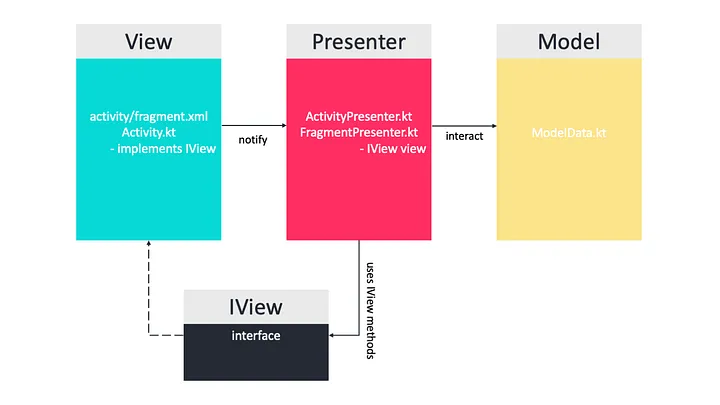 View
activity/fragment.xml
Activity.kt
- implements IView
notify
Presenter
ActivityPresenter.kt
FragmentPresenter.kt
- IView view
interact
Model
ModelData.kt
uses IView methods
IView
interface